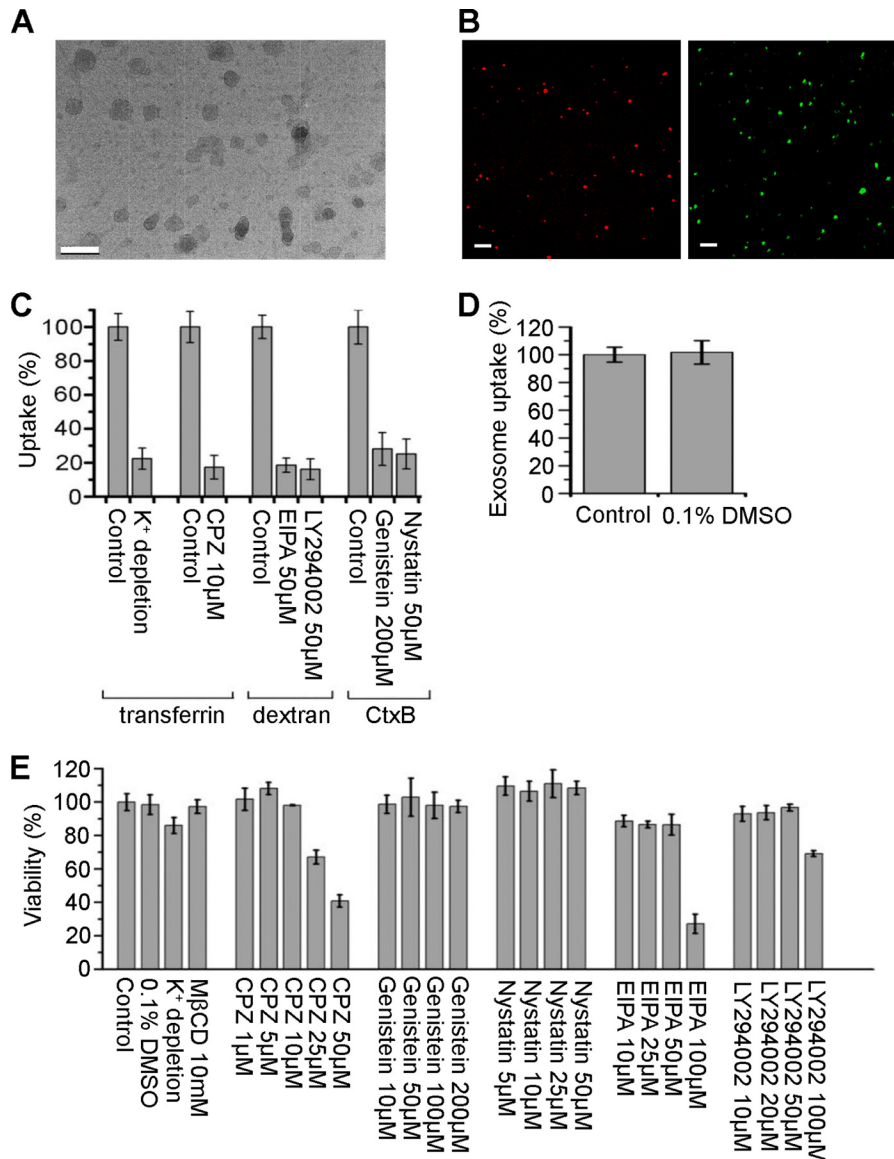 A
B
C
Uptake (%)
100
80
60
40
20
0
Control
K⁺ depletion
Control
CPZ 10µM
Control
EIPA 50µM
LY294002 50µM
Control
Genistein 200µM
Nystatin 50µM
transferrin
dextran
CtxB
D
Exosome uptake (%)
120
100
80
60
40
20
0
Control
0.1% DMSO
E
Viability (%)
120
100
80
60
40
20
0
Control
0.1% DMSO
K⁺ depletion
MβCD 10mM
CPZ 1µM
CPZ 5µM
CPZ 10µM
CPZ 25µM
CPZ 50µM
Genistein 10µM
Genistein 50µM
Genistein 100µM
Genistein 200µM
Nystatin 5µM
Nystatin 10µM
Nystatin 25µM
Nystatin 50µM
EIPA 10µM
EIPA 25µM
EIPA 50µM
EIPA 100µM
LY294002 10µM
LY294002 20µM
LY294002 50µM
LY294002 100µM